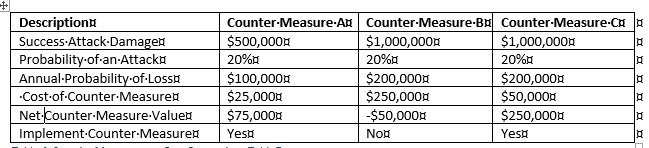 Description Counter Measure A Counter Measure B Counter Measure C
Success Attack Damage $500,000 $1,000,000 $1,000,000
Probability of an Attack 20% 20% 20%
Annual Probability of Loss $100,000 $200,000 $200,000
Cost of Counter Measure $25,000 $250,000 $50,000
Net Counter Measure Value $75,000 -$50,000 $250,000
Implement Counter Measure Yes No Yes